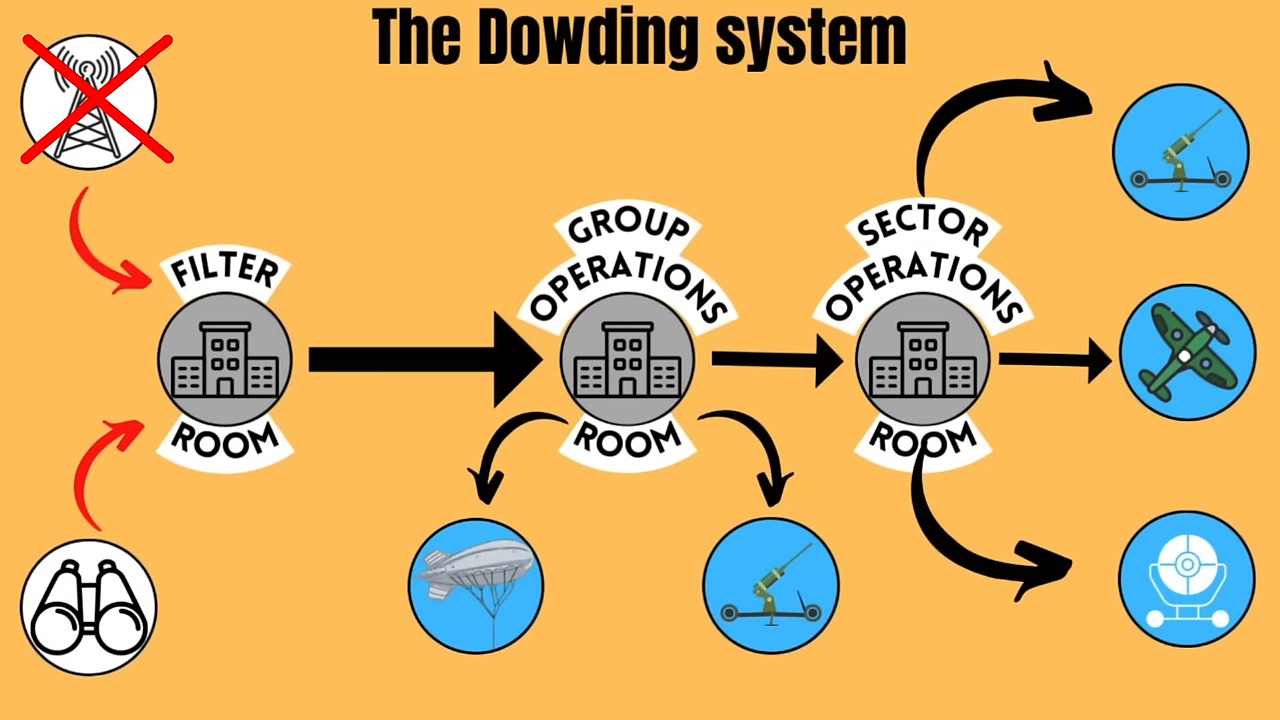 The Dowding system
FILTER
ROOM
GROUP
OPERATIONS
ROOM
SECTOR
OPERATIONS
ROOM